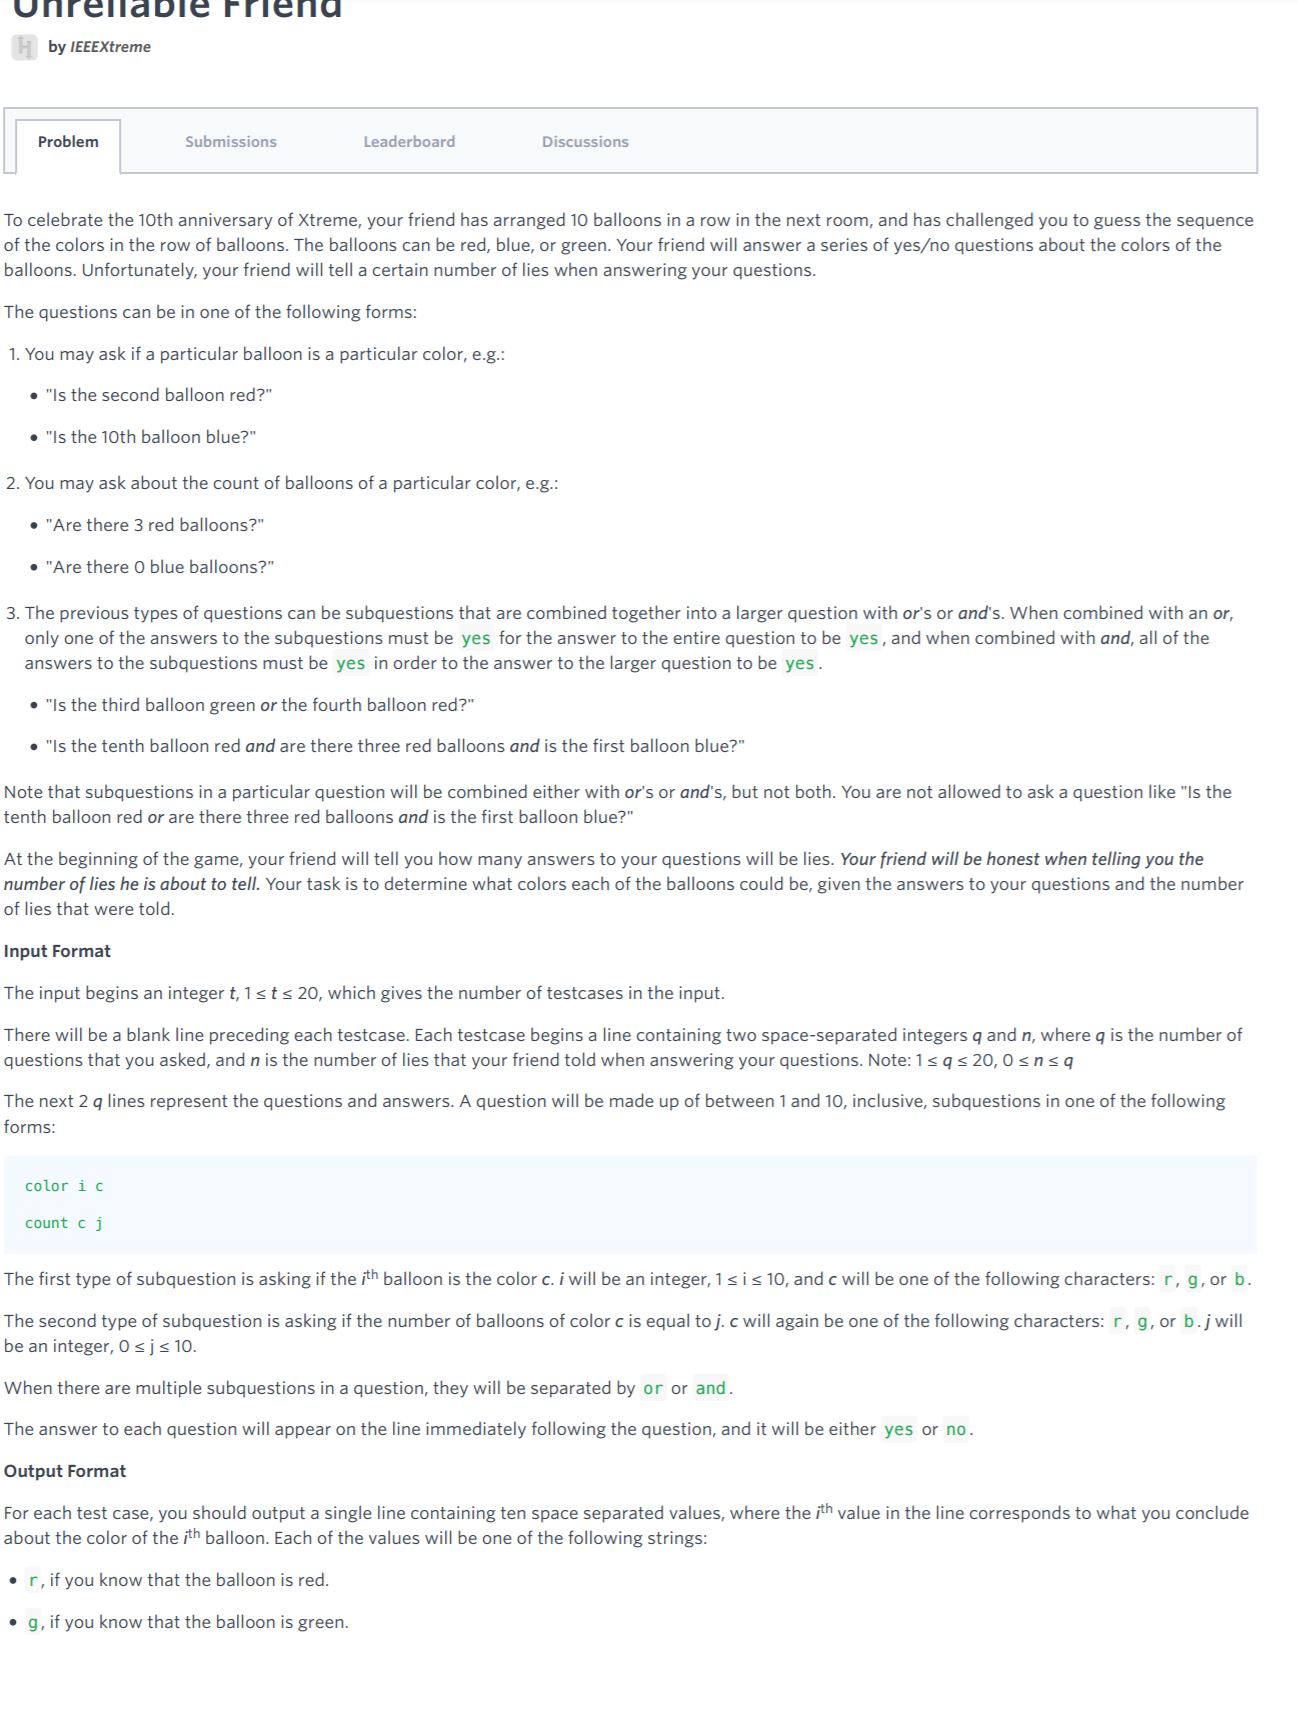 Unreliable Friend
by IEEEXtreme
Problem
Submissions
Leaderboard
Discussions
To celebrate the 10th anniversary of Xtreme, your friend has arranged 10 balloons in a row in the next room, and has challenged you to guess the sequence
of the colors in the row of balloons. The balloons can be red, blue, or green. Your friend will answer a series of yes/no questions about the colors of the
balloons. Unfortunately, your friend will tell a certain number of lies when answering your questions.
The questions can be in one of the following forms:
1. You may ask if a particular balloon is a particular color, e.g.:
• "Is the second balloon red?"
• "Is the 10th balloon blue?"
2. You may ask about the count of balloons of a particular color, e.g.:
• "Are there 3 red balloons?"
• "Are there 0 blue balloons?"
3. The previous types of questions can be subquestions that are combined together into a larger question with or's or and's. When combined with an or,
only one of the answers to the subquestions must be yes for the answer to the entire question to be yes, and when combined with and, all of the
answers to the subquestions must be yes in order to the answer to the larger question to be yes.
• "Is the third balloon green or the fourth balloon red?"
• "Is the tenth balloon red and are there three red balloons and is the first balloon blue?"
Note that subquestions in a particular question will be combined either with or's or and's, but not both. You are not allowed to ask a question like "Is the
tenth balloon red or are there three red balloons and is the first balloon blue?"
At the beginning of the game, your friend will tell you how many answers to your questions will be lies. Your friend will be honest when telling you the
number of lies he is about to tell. Your task is to determine what colors each of the balloons could be, given the answers to your questions and the number
of lies that were told.
Input Format
The input begins an integer t, 1 ≤ t ≤ 20, which gives the number of testcases in the input.
There will be a blank line preceding each testcase. Each testcase begins a line containing two space-separated integers q and n, where q is the number of
questions that you asked, and n is the number of lies that your friend told when answering your questions. Note: 1 ≤ q ≤ 20, 0 ≤ n ≤ q
The next 2 q lines represent the questions and answers. A question will be made up of between 1 and 10, inclusive, subquestions in one of the following
forms:
color i c
count c j
The first type of subquestion is asking if the ith balloon is the color c. i will be an integer, 1 ≤ i ≤ 10, and c will be one of the following characters: r, g, or b.
The second type of subquestion is asking if the number of balloons of color c is equal to j. c will again be one of the following characters: r, g, or b. j will
be an integer, 0 ≤ j ≤ 10.
When there are multiple subquestions in a question, they will be separated by or or and.
The answer to each question will appear on the line immediately following the question, and it will be either yes or no.
Output Format
For each test case, you should output a single line containing ten space separated values, where the ith value in the line corresponds to what you conclude
about the color of the ith balloon. Each of the values will be one of the following strings:
• r, if you know that the balloon is red.
• g, if you know that the balloon is green.